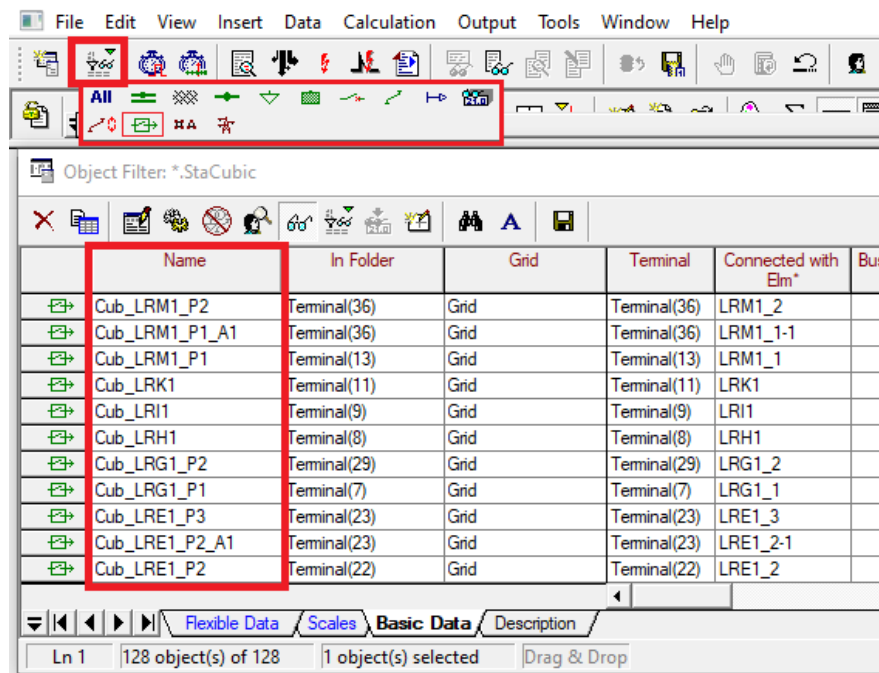 File Edit View Insert Data Calculation Output Tools Window Help
All
Object Filter: *.StaCubic
A
Name In Folder Grid Terminal Connected with Elm* Bu
Cub_LRM1_P2 Terminal(36) Grid Terminal(36) LRM1_2
Cub_LRM1_P1_A1 Terminal(36) Grid Terminal(36) LRM1_1-1
Cub_LRM1_P1 Terminal(13) Grid Terminal(13) LRM1_1
Cub_LRK1 Terminal(11) Grid Terminal(11) LRK1
Cub_LRI1 Terminal(9) Grid Terminal(9) LRI1
Cub_LRH1 Terminal(8) Grid Terminal(8) LRH1
Cub_LRG1_P2 Terminal(29) Grid Terminal(29) LRG1_2
Cub_LRG1_P1 Terminal(7) Grid Terminal(7) LRG1_1
Cub_LRE1_P3 Terminal(23) Grid Terminal(23) LRE1_3
Cub_LRE1_P2_A1 Terminal(23) Grid Terminal(23) LRE1_2-1
Cub_LRE1_P2 Terminal(22) Grid Terminal(22) LRE1_2
Flexible Data Scales Basic Data Description
Ln 1 128 object(s) of 128 1 object(s) selected Drag & Drop